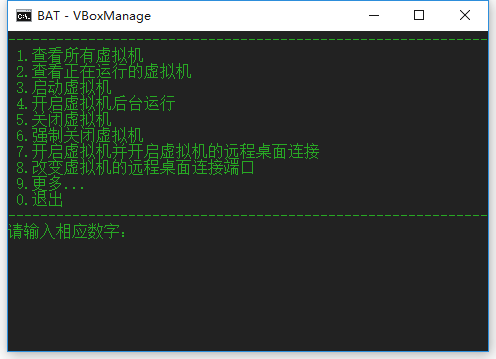 BAT - VBoxManage
------------------------------------------------------------
1.查看所有虚拟机
2.查看正在运行的虚拟机
3.启动虚拟机
4.开启虚拟机后台运行
5.关闭虚拟机
6.强制关闭虚拟机
7.开启虚拟机并开启虚拟机的远程桌面连接
8.改变虚拟机的远程桌面连接端口
9.更多...
0.退出
------------------------------------------------------------
请输入相应数字: